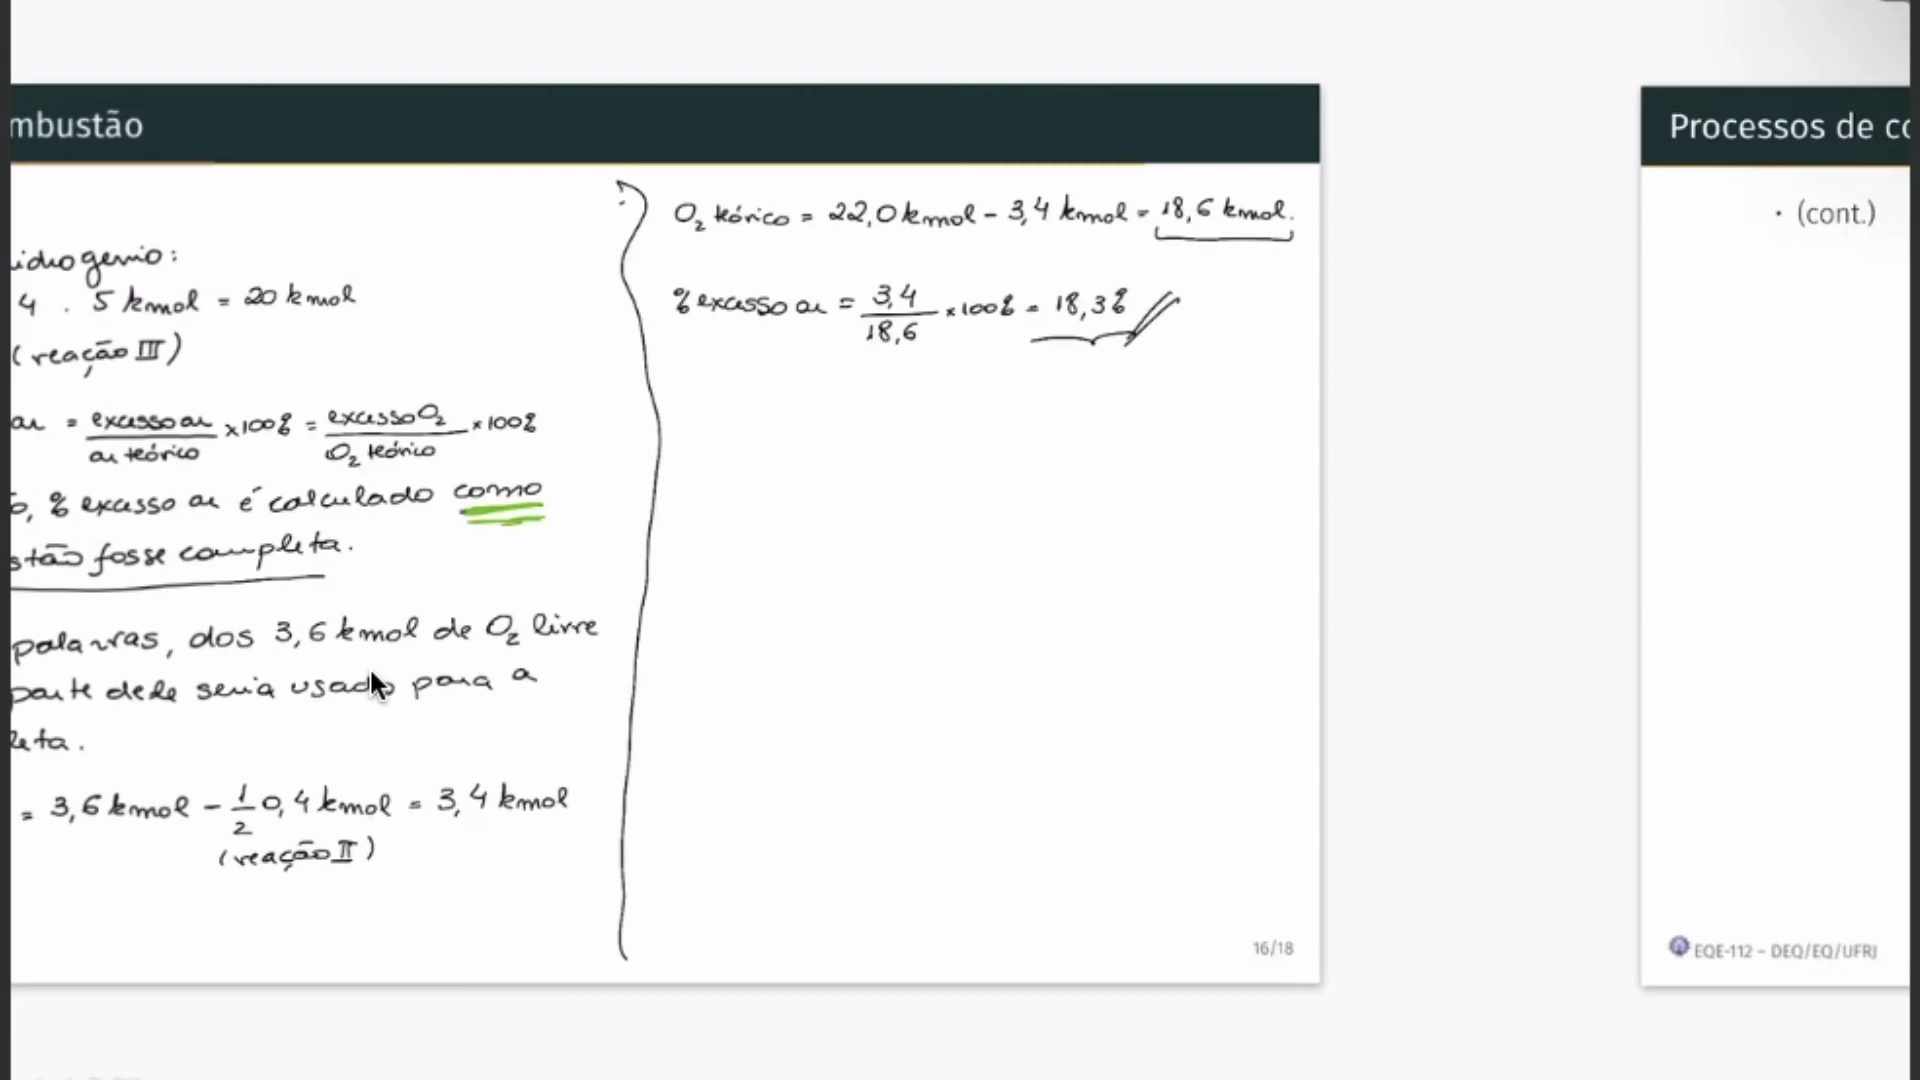 mbustão
idrogenio:
4 . 5 kmol = 20 kmol
(reação III)
ar = excesso ar / ar teórico x100% = excesso O₂ / O₂ teórico x100%
o, % excesso ar é calculado como
stão fosse completa.
palavras, dos 3,6 kmol de O₂ livre
parte dele seria usado para a
leta.
= 3,6 kmol - 1/2 0,4 kmol = 3,4 kmol
(reação II)
O₂ teórico = 22,0 kmol - 3,4 kmol = 18,6 kmol.
% excesso ar = 3,4 / 18,6 x100% = 18,3%
16/18
Processos de co
• (cont.)
EQE-112 – DEQ/EQ/UFRJ